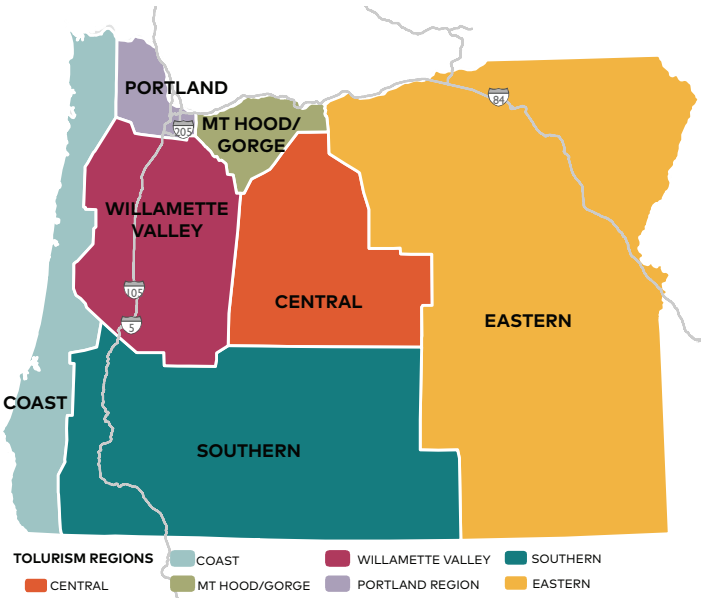 PORTLAND
84
205
MT HOOD/
GORGE
WILLAMETTE
VALLEY
105
CENTRAL
5
EASTERN
COAST
SOUTHERN
TOLURISM REGIONS
COAST
WILLAMETTE VALLEY
SOUTHERN
CENTRAL
MT HOOD/GORGE
PORTLAND REGION
EASTERN